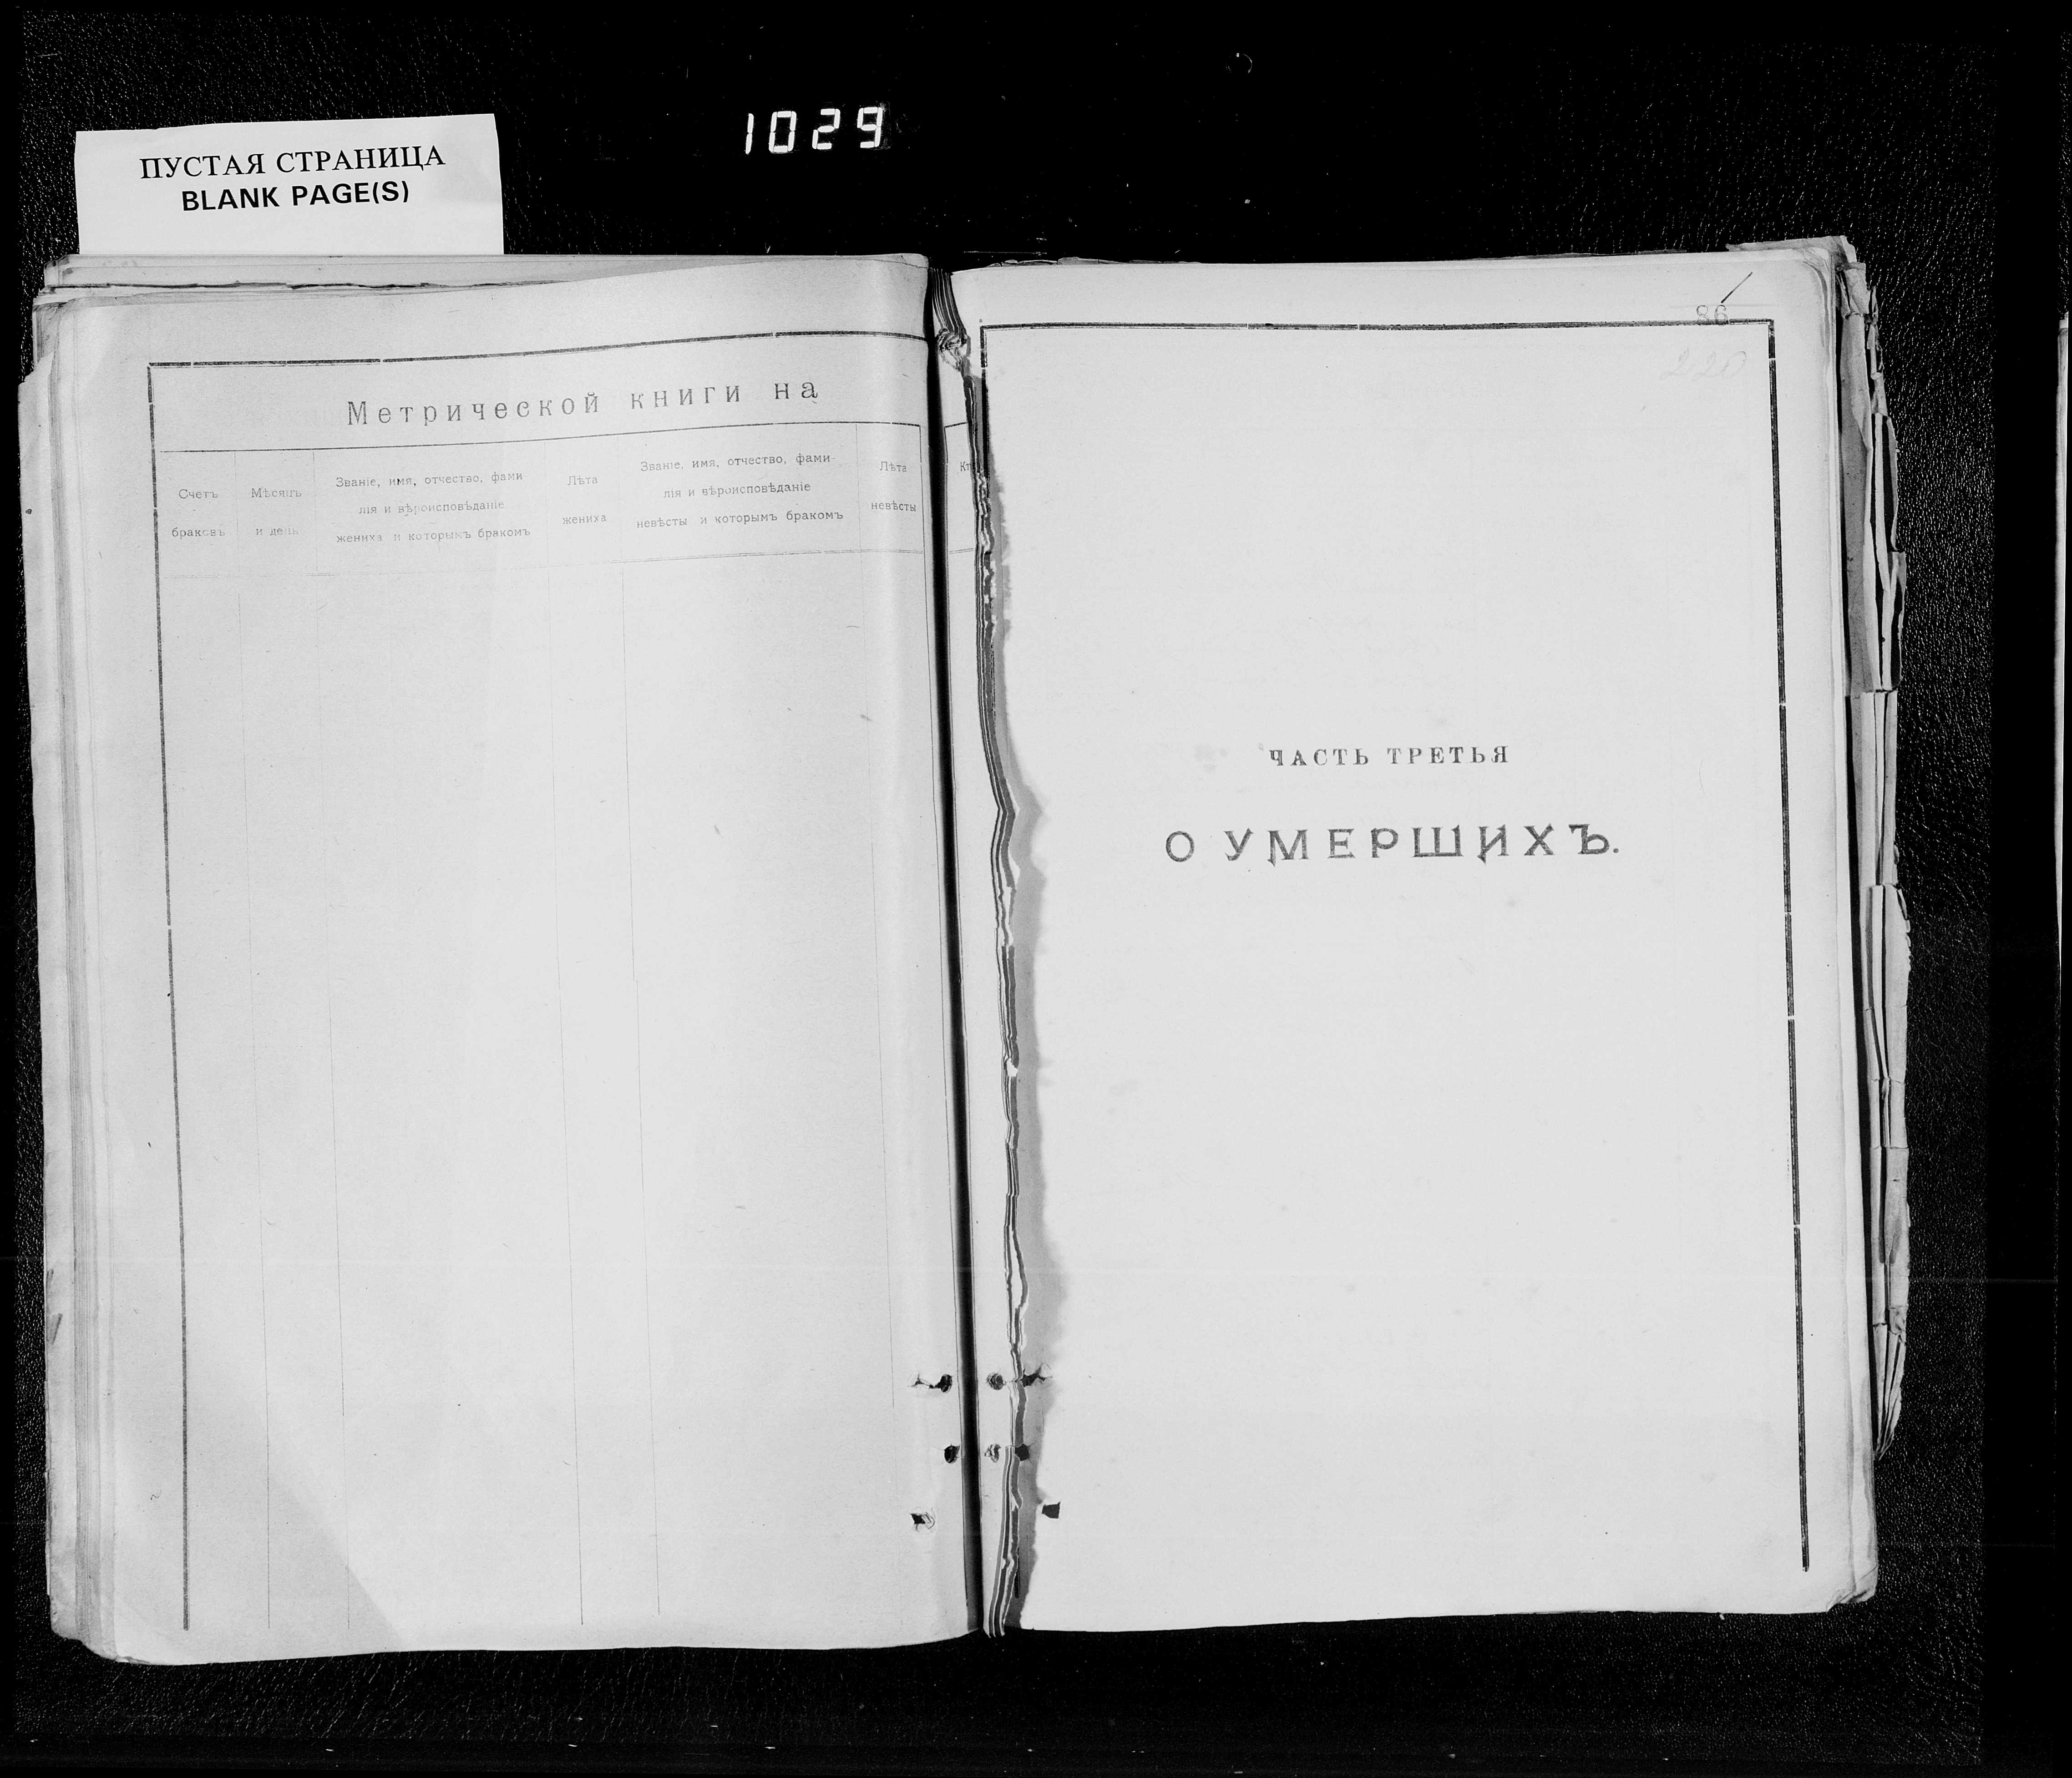 1029
ПУСТАЯ СТРАНИЦА
BLANK PAGE(S)
Метрической книги на
Счетъ
браковъ
Мѣсяцъ
и день
Званіе, имя, отчество, фами-
лія и вѣроисповѣданіе
жениха и которымъ бракомъ
Лѣта
жениха
Званіе, имя, отчество, фами-
лія и вѣроисповѣданіе
невѣсты и которымъ бракомъ
Лѣта
невѣсты
86
220
ЧАСТЬ ТРЕТЬЯ
О УМЕРШИХЪ.